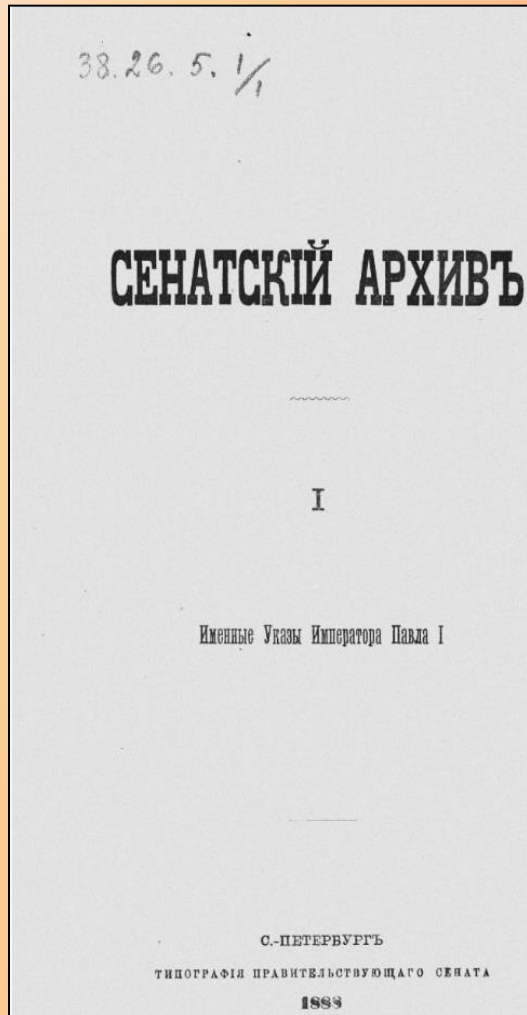 38. 26. 5. 1/1
СЕНАТСКІЙ АРХИВЪ
I
Именные Указы Императора Павла I
С.-ПЕТЕРБУРГЪ
ТИПОГРАФІЯ ПРАВИТЕЛЬСТВУЮЩАГО СЕНАТА
1888